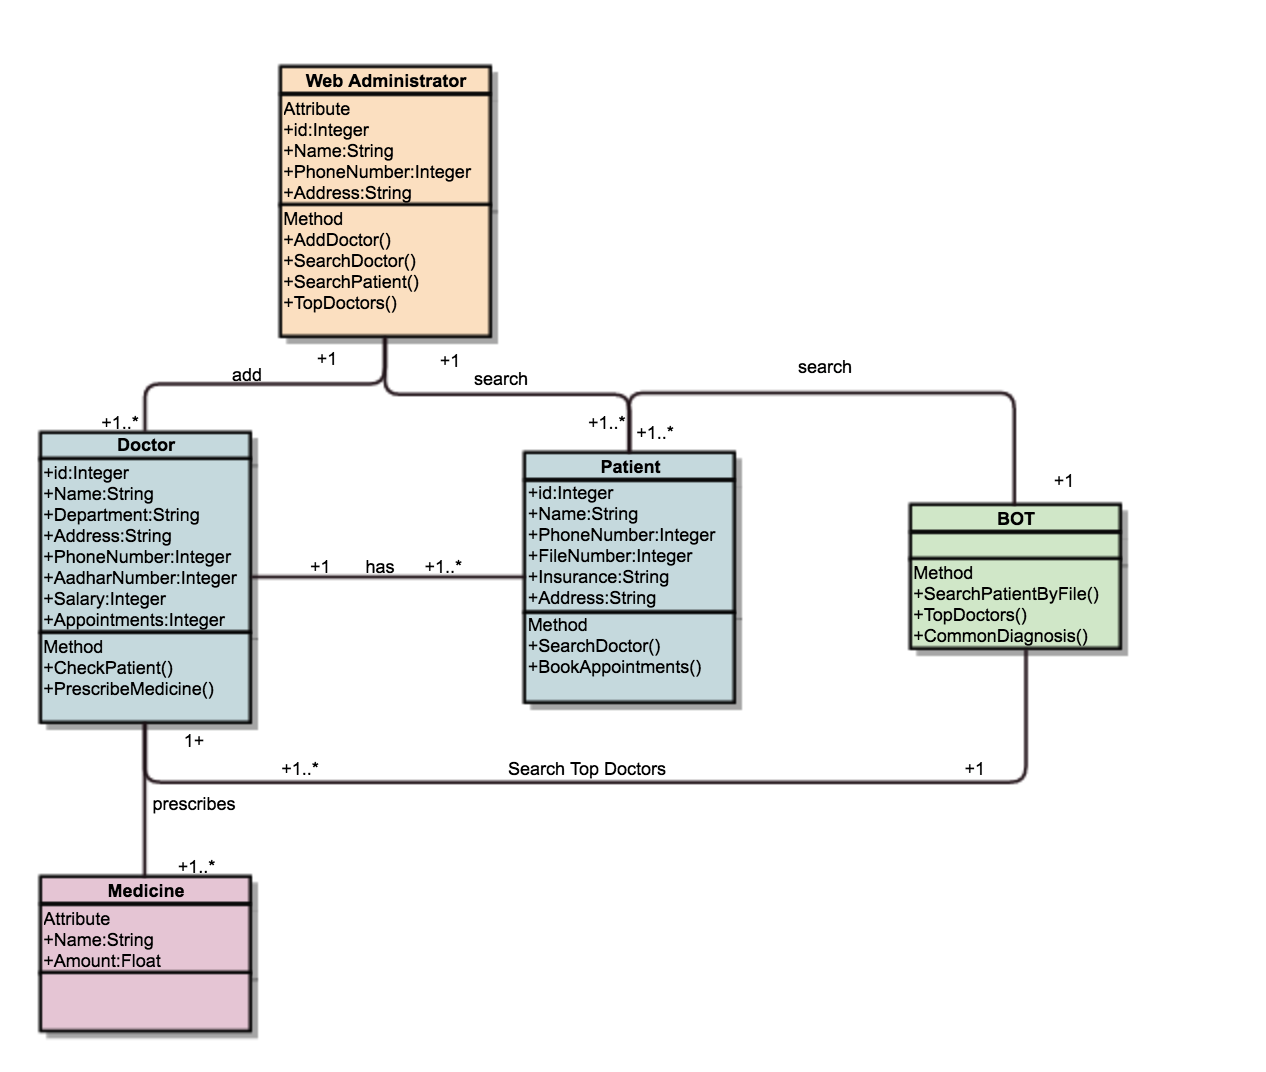 Web Administrator
Attribute
+id:Integer
+Name:String
+PhoneNumber:Integer
+Address:String
Method
+AddDoctor()
+SearchDoctor()
+SearchPatient()
+TopDoctors()
+1
+1
add
search
search
+1..*
+1..*
+1..*
+1
Doctor
+id:Integer
+Name:String
+Department:String
+Address:String
+PhoneNumber:Integer
+AadharNumber:Integer
+Salary:Integer
+Appointments:Integer
Method
+CheckPatient()
+PrescribeMedicine()
+1
has
+1..*
Patient
+id:Integer
+Name:String
+PhoneNumber:Integer
+FileNumber:Integer
+Insurance:String
+Address:String
Method
+SearchDoctor()
+BookAppointments()
BOT
Method
+SearchPatientByFile()
+TopDoctors()
+CommonDiagnosis()
1+
+1..*
Search Top Doctors
+1
prescribes
+1..*
Medicine
Attribute
+Name:String
+Amount:Float